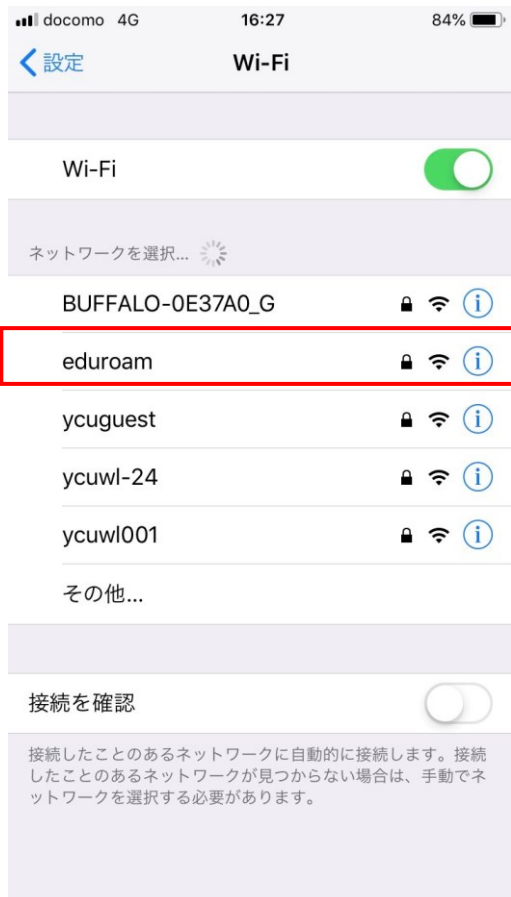 docomo 4G 16:27 84%
設定 Wi-Fi
Wi-Fi
ネットワークを選択...
BUFFALO-0E37A0_G
eduroam
ycuguest
ycuwl-24
ycuwl001
その他...
接続を確認
接続したことのあるネットワークに自動的に接続します。接続
したことのあるネットワークが見つからない場合は、手動でネ
ットワークを選択する必要があります。